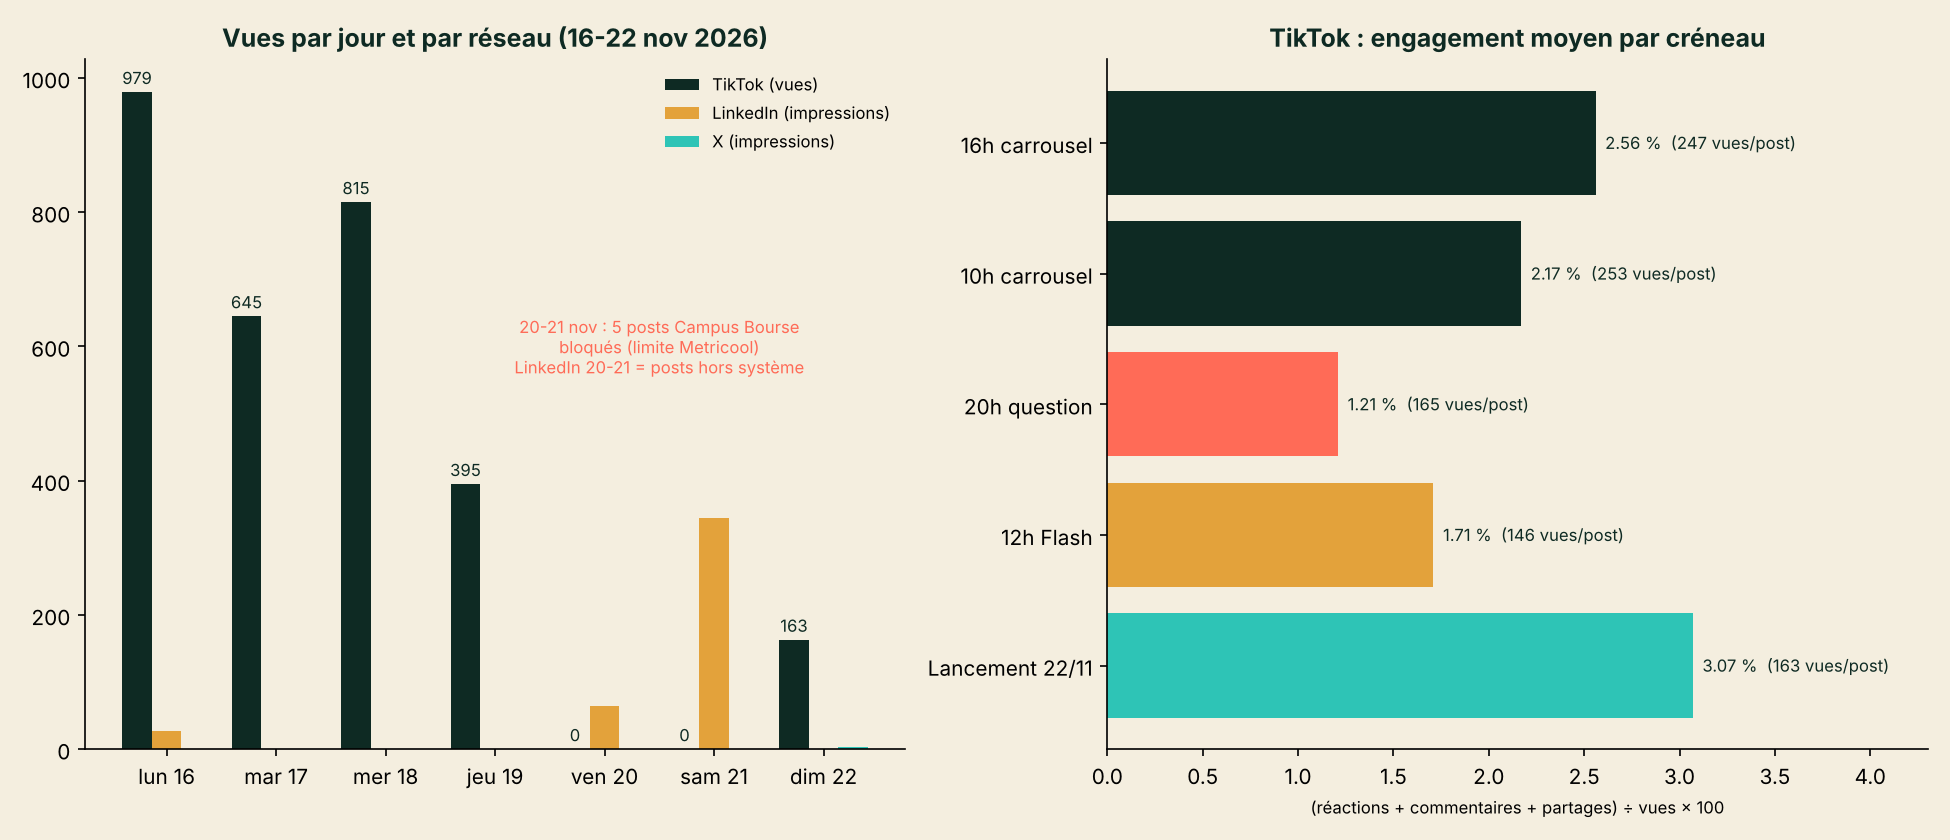 Vues par jour et par réseau (16-22 nov 2026)
1000
800
600
400
200
0
979
645
815
395
0
0
163
TikTok (vues)
LinkedIn (impressions)
X (impressions)
20-21 nov : 5 posts Campus Bourse
bloqués (limite Metricool)
LinkedIn 20-21 = posts hors système
lun 16
mar 17
mer 18
jeu 19
ven 20
sam 21
dim 22
TikTok : engagement moyen par créneau
16h carrousel
2.56 % (247 vues/post)
10h carrousel
2.17 % (253 vues/post)
20h question
1.21 % (165 vues/post)
12h Flash
1.71 % (146 vues/post)
Lancement 22/11
3.07 % (163 vues/post)
0.0
0.5
1.0
1.5
2.0
2.5
3.0
3.5
4.0
(réactions + commentaires + partages) ÷ vues × 100